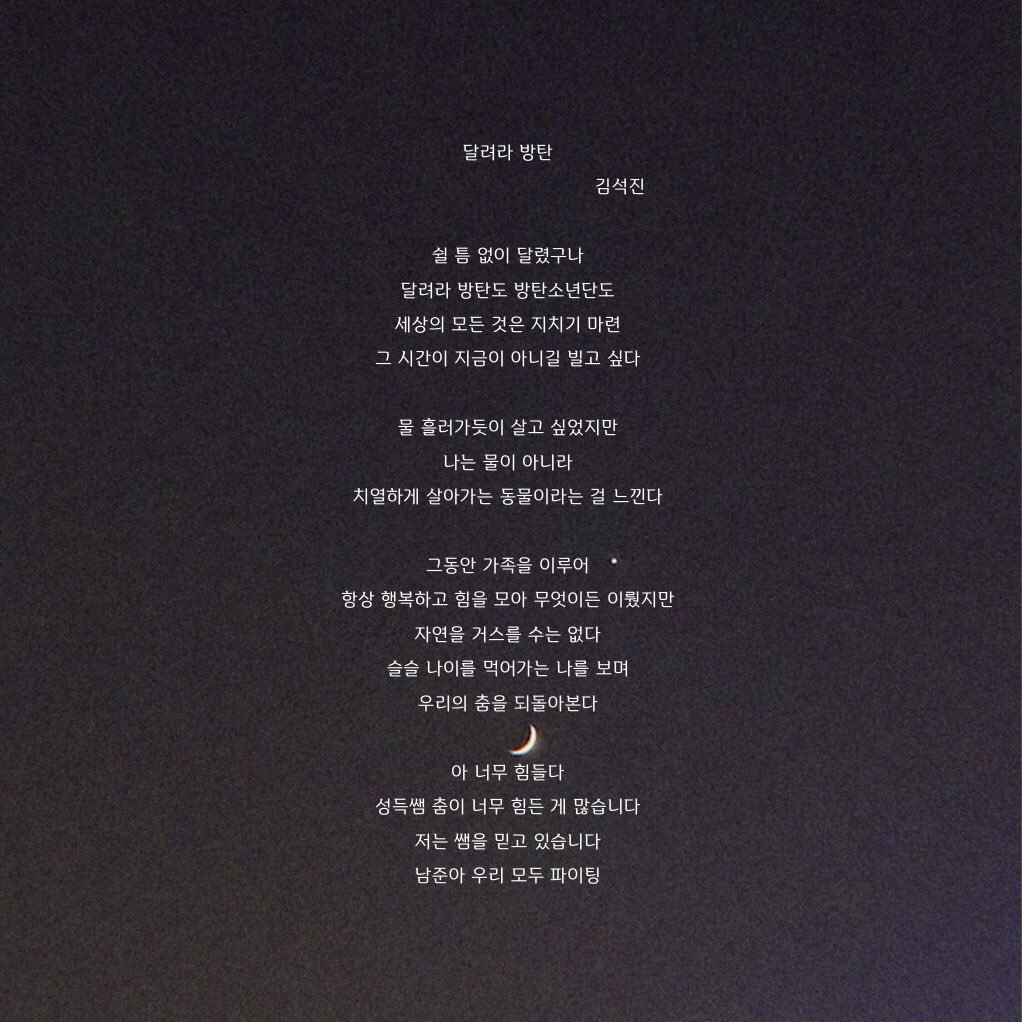 달려라 방탄
김석진
쉴 틈 없이 달렸구나
달려라 방탄도 방탄소년단도
세상의 모든 것은 지치기 마련
그 시간이 지금이 아니길 빌고 싶다
물 흘러가듯이 살고 싶었지만
나는 물이 아니라
치열하게 살아가는 동물이라는 걸 느낀다
그동안 가족을 이루어
항상 행복하고 힘을 모아 무엇이든 이뤘지만
자연을 거스를 수는 없다
슬슬 나이를 먹어가는 나를 보며
우리의 춤을 되돌아본다
아 너무 힘들다
성득쌤 춤이 너무 힘든 게 많습니다
저는 쌤을 믿고 있습니다
남준아 우리 모두 파이팅